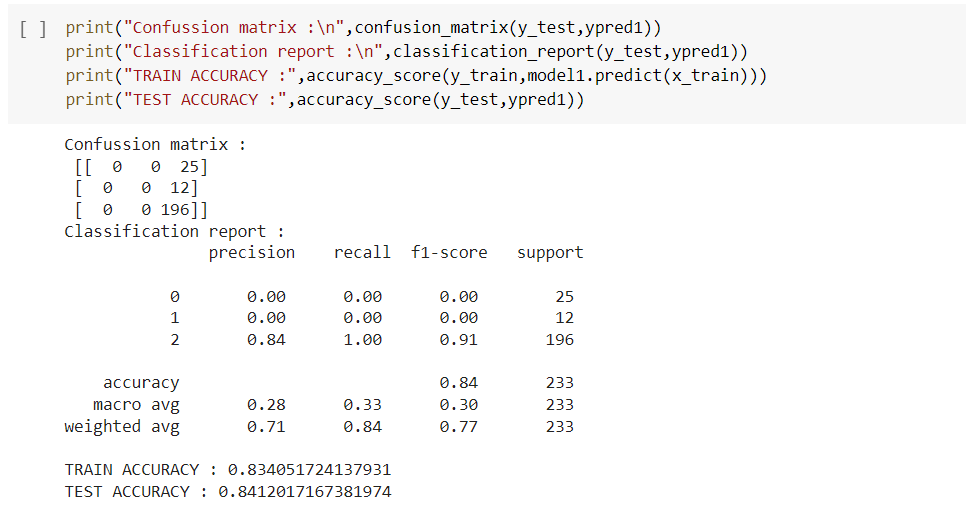 [ ] print("Confussion matrix :\n",confusion_matrix(y_test,ypred1))
print("Classification report :\n",classification_report(y_test,ypred1))
print("TRAIN ACCURACY :",accuracy_score(y_train,model1.predict(x_train)))
print("TEST ACCURACY :",accuracy_score(y_test,ypred1))
Confussion matrix :
[[ 0 0 25]
[ 0 0 12]
[ 0 0 196]]
Classification report :
precision recall f1-score support
0 0.00 0.00 0.00 25
1 0.00 0.00 0.00 12
2 0.84 1.00 0.91 196
accuracy 0.84 233
macro avg 0.28 0.33 0.30 233
weighted avg 0.71 0.84 0.77 233
TRAIN ACCURACY : 0.834051724137931
TEST ACCURACY : 0.8412017167381974